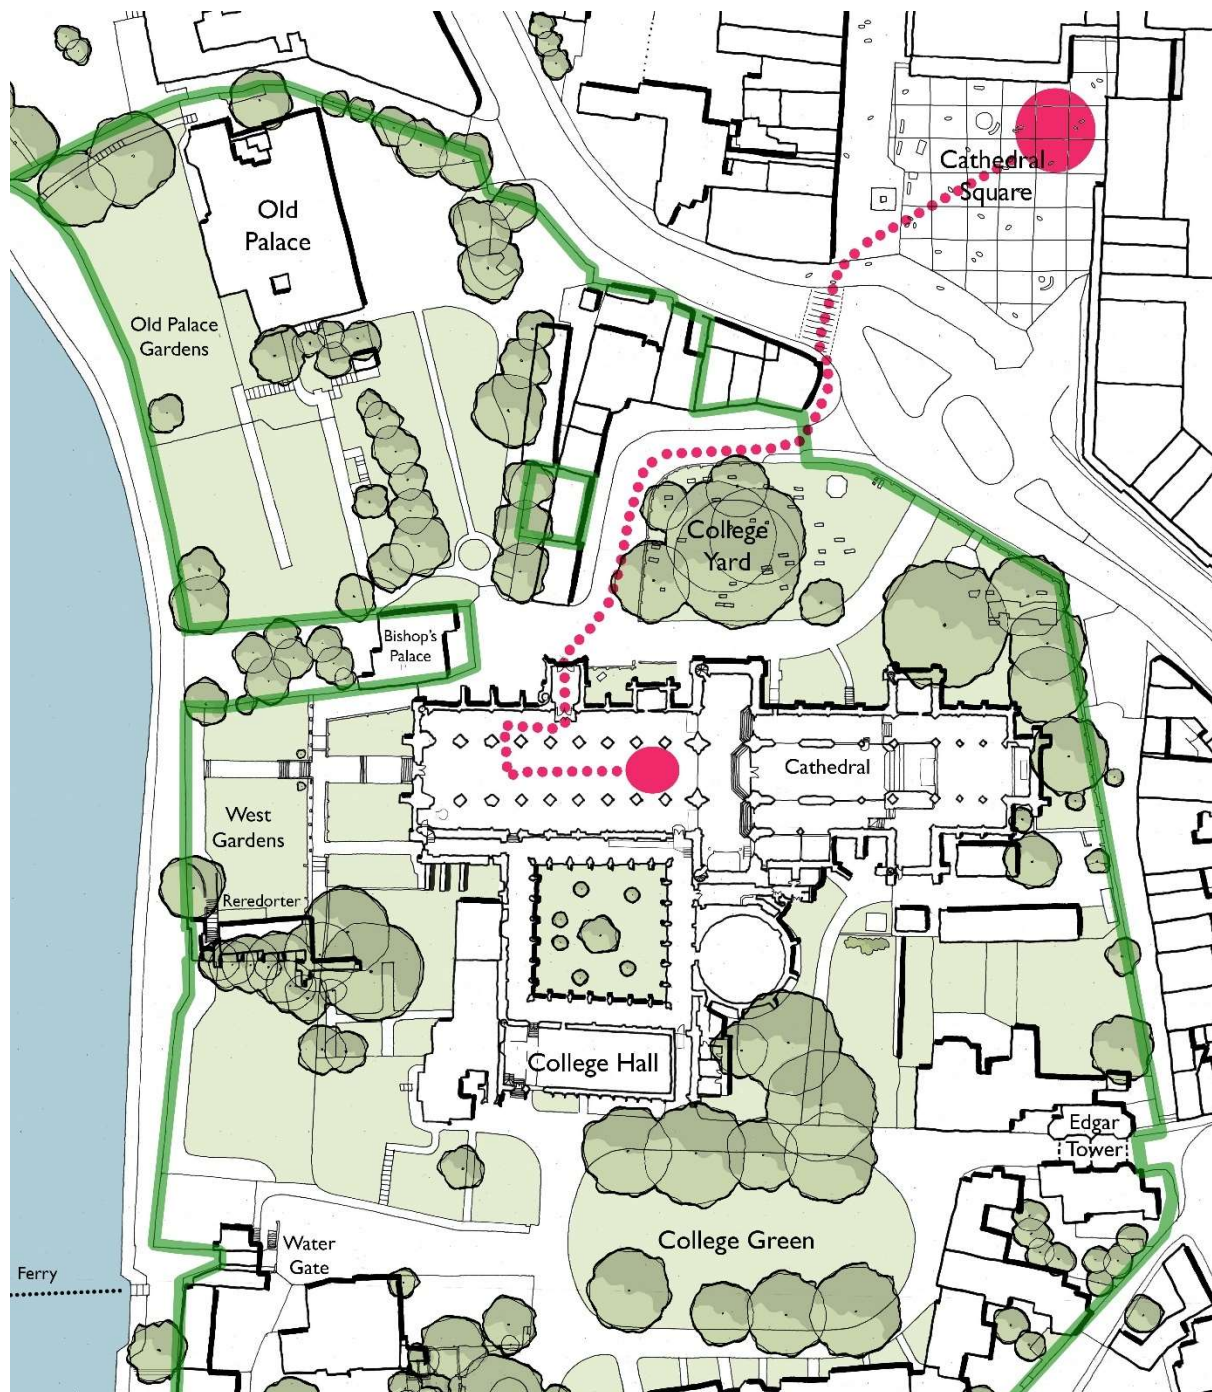 Cathedral
Square
Old
Palace
Old Palace
Gardens
College
Yard
Bishop's
Palace
Cathedral
West
Gardens
Reredorter
College Hall
Edgar
Tower
College Green
Water
Gate
Ferry